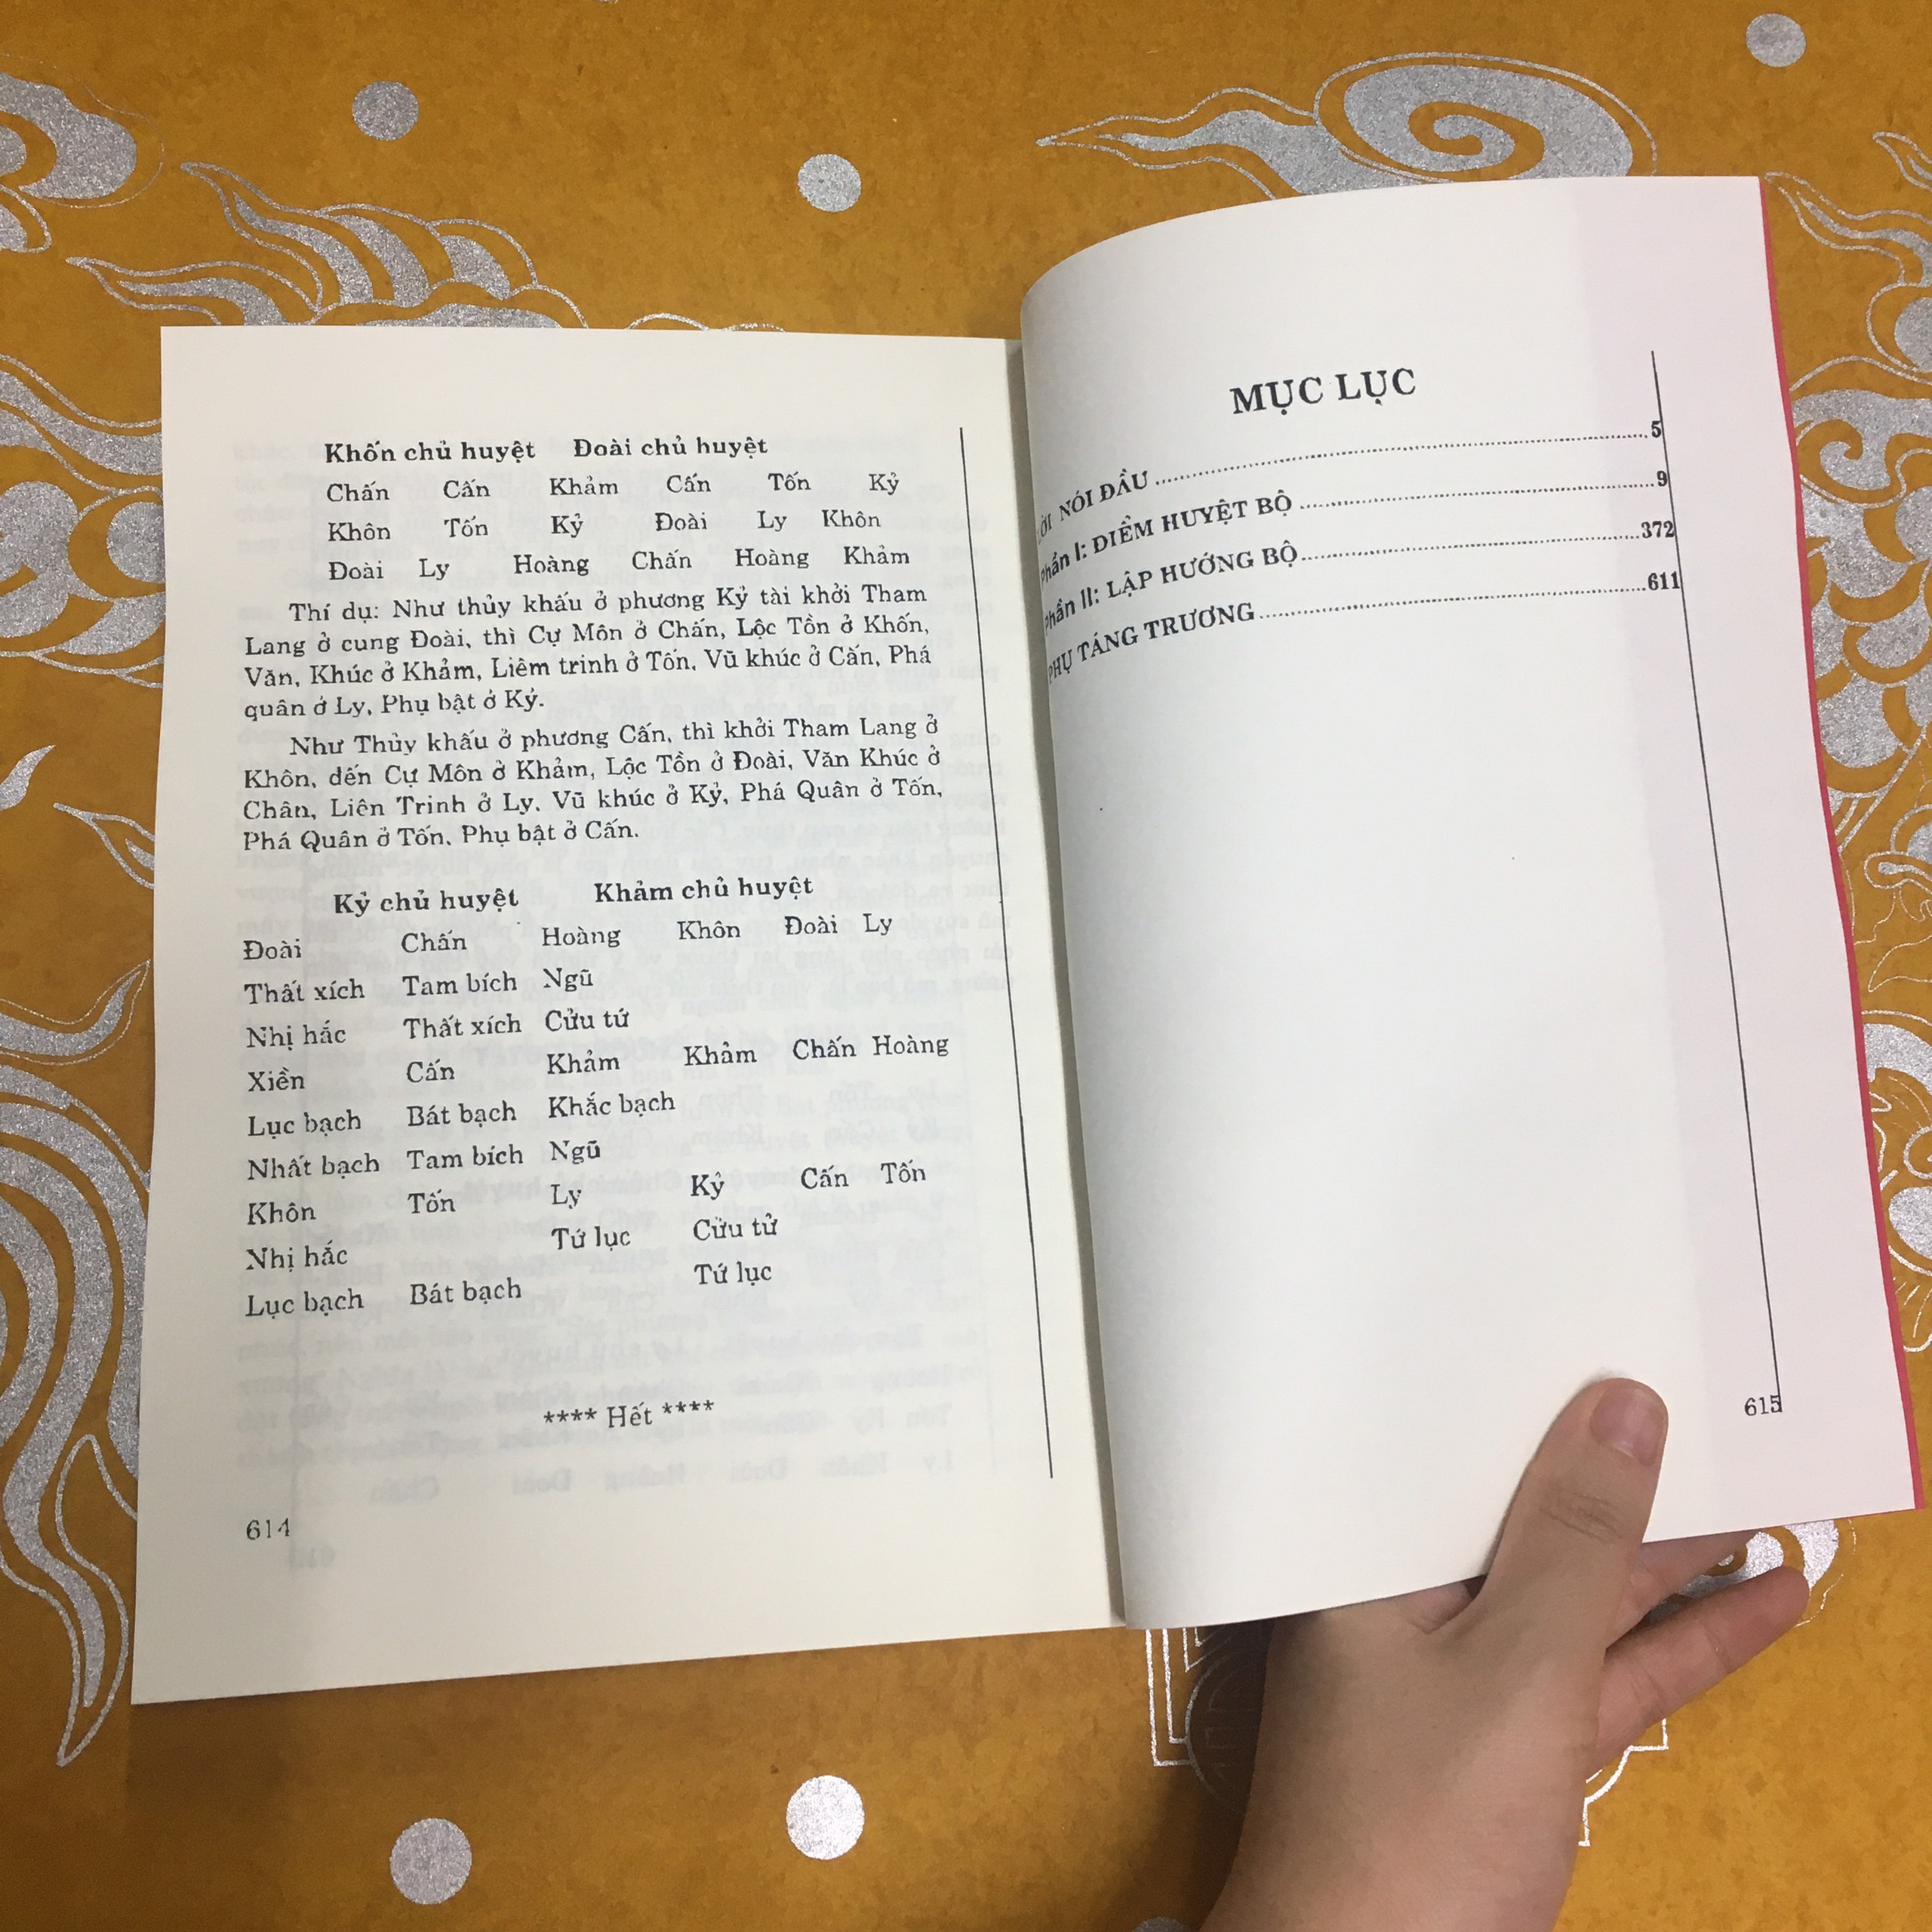 Khốn chủ huyệt Đoài chủ huyệt
Chấn Cấn Khảm Cấn Tốn Kỷ
Khôn Tốn Kỷ Đoài Ly Khôn
Đoài Ly Hoàng Chấn Hoàng Khảm
Thí dụ: Như thủy khấu ở phương Kỷ tài khởi Tham
Lang ở cung Đoài, thì Cự Môn ở Chấn, Lộc Tồn ở Khốn,
Văn, Khúc ở Khảm, Liêm trinh ở Tốn, Vũ khúc ở Cấn, Phá
quân ở Ly, Phụ bật ở Kỷ.
Như Thủy khấu ở phương Cấn, thì khởi Tham Lang ở
Khôn, dến Cự Môn ở Khảm, Lộc Tồn ở Đoài, Văn Khúc ở
Chân, Liên Trinh ở Ly, Vũ khúc ở Kỷ, Phá Quân ở Tốn,
Phá Quân ở Tốn, Phụ bật ở Cấn.
Kỷ chủ huyệt Khảm chủ huyệt
Đoài Chấn Hoàng Khôn Đoài Ly
Thất xích Tam bích Ngũ
Nhị hắc Thất xích Cửu tứ
Xiền Cấn Khảm Khảm Chấn Hoàng
Lục bạch Bát bạch Khắc bạch
Nhất bạch Tam bích Ngũ
Khôn Tốn Ly Kỷ Cấn Tốn
Nhị hắc Tứ lục Cửu tử
Lục bạch Bát bạch Tứ lục
**** Hết ****
614
MỤC LỤC
NÓI ĐẦU 5
Phần I: ĐIỂM HUYỆT BỘ 9
Phần II: LẬP HƯỚNG BỘ 372
PHỤ TÁNG TRƯƠNG 611
615